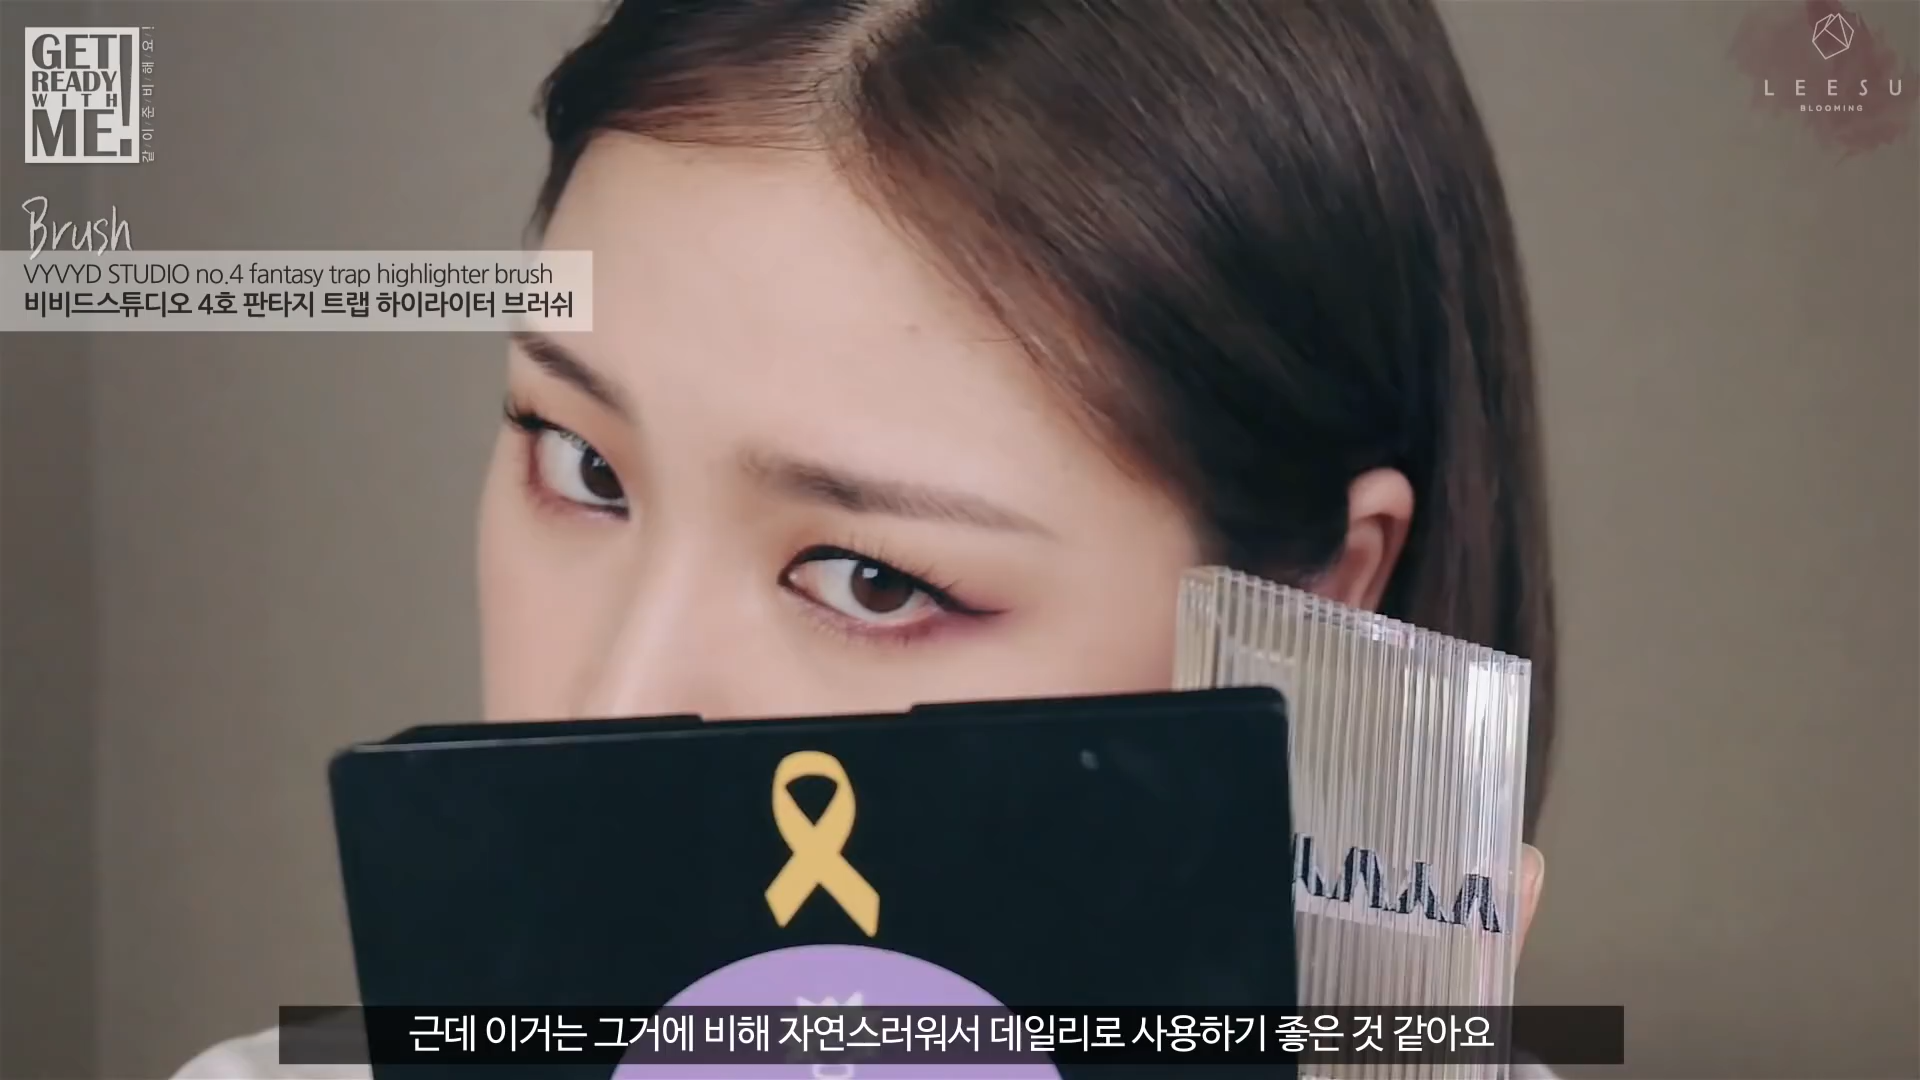 GET
READY
WITH
ME!
같이준비해요!
LEESU
BLOOMING
Brush
VYVYD STUDIO no.4 fantasy trap highlighter brush
비비드스튜디오 4호 판타지 트랩 하이라이터 브러쉬
근데 이거는 그거에 비해 자연스러워서 데일리로 사용하기 좋은 것 같아요